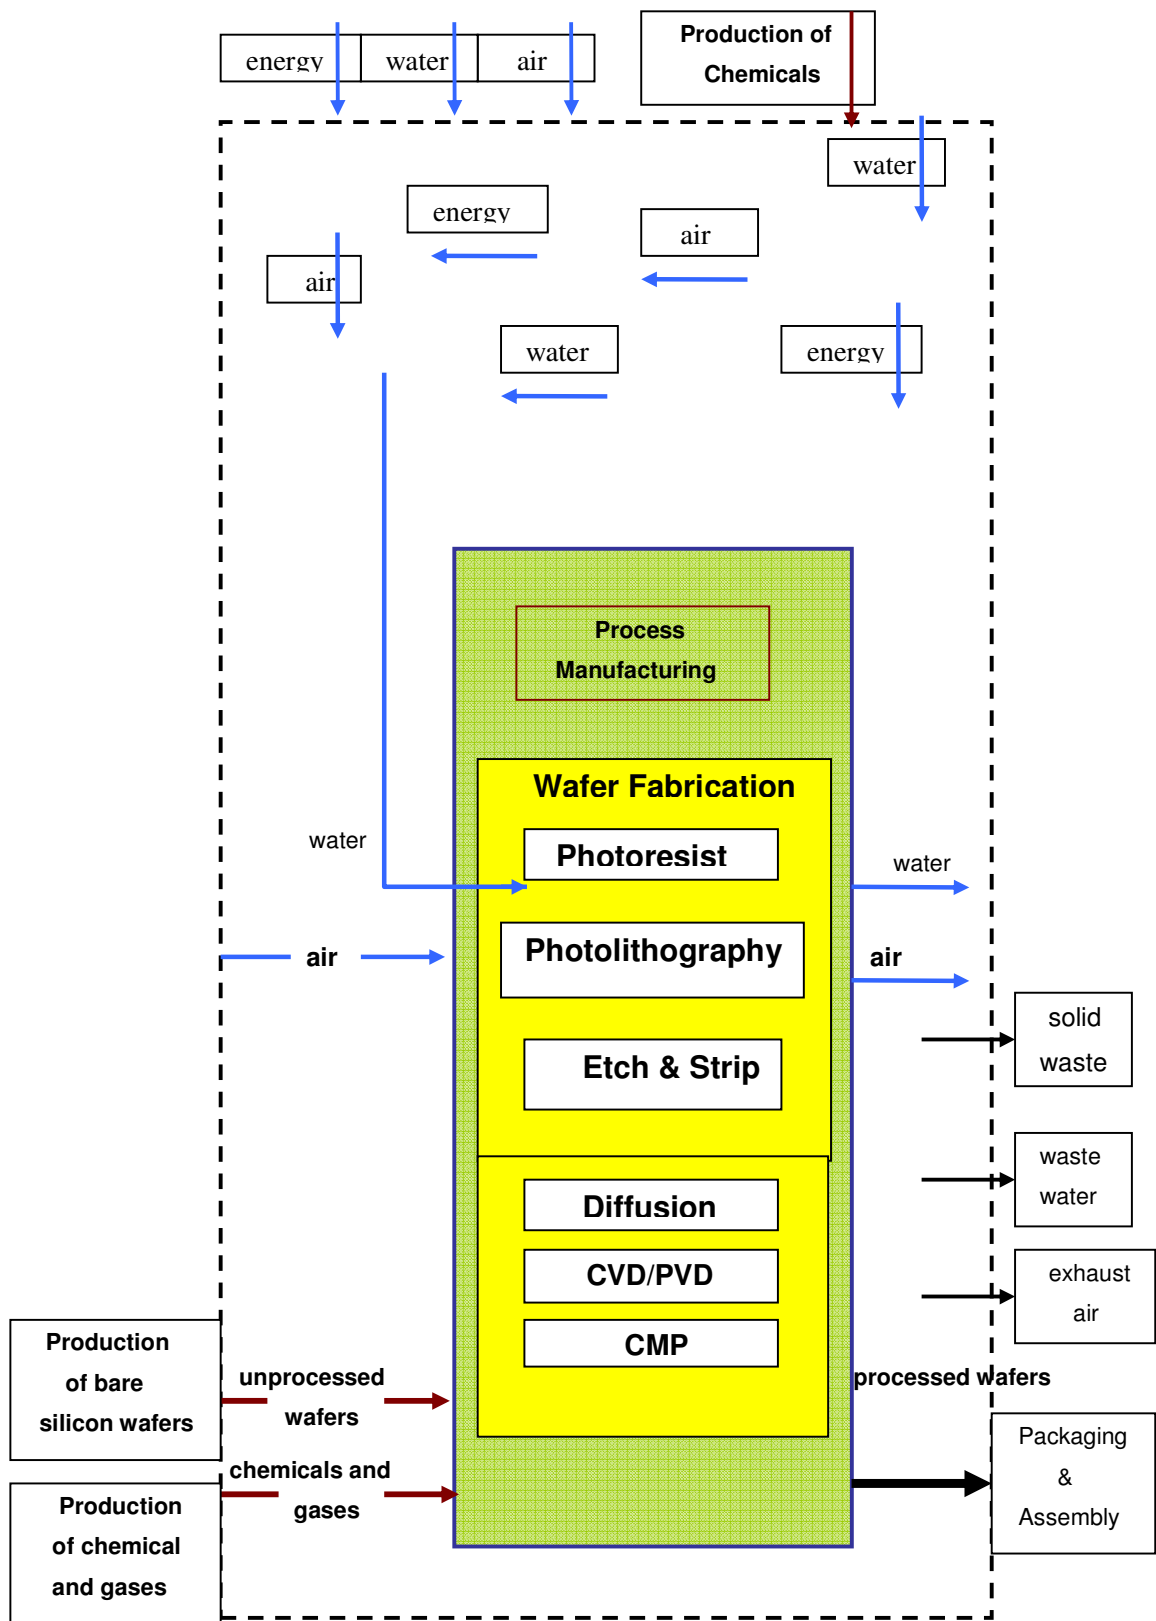 energy
water
air
Production of
Chemicals
water
energy
air
air
water
energy
Process
Manufacturing
Wafer Fabrication
water
Photoresist
water
Photolithography
air
air
solid
waste
Etch & Strip
waste
water
Diffusion
CVD/PVD
exhaust
air
CMP
Production
of bare
silicon wafers
unprocessed
wafers
processed wafers
Packaging
&
Assembly
chemicals and
gases
Production
of chemical
and gases